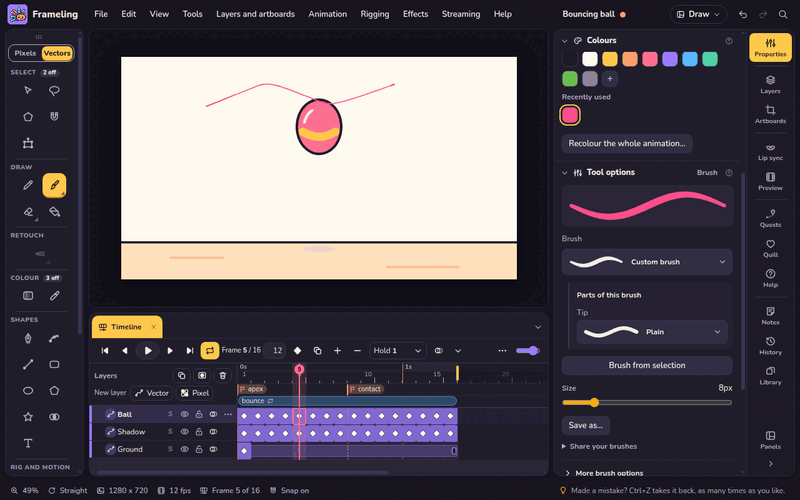 Frameling File Edit View Tools Layers and artboards Animation Rigging Effects Streaming Help Bouncing ball Draw
Pixels Vectors
SELECT 2 off
DRAW
RETOUCH
COLOUR 3 off
SHAPES
RIG AND MOTION
Colours
+
Recently used
Recolour the whole animation...
Tool options Brush
Brush
Custom brush
Parts of this brush
Tip
Plain
Brush from selection
Size 8px
Save as...
Share your brushes
More brush options
Properties
Layers
Artboards
Lip sync
Preview
Quests
Quill
Help
Notes
History
Library
Panels
Timeline ×
Frame 5 / 16 12 Hold 1
Layers
New layer Vector Pixel
0s 1s
1 5 10 15 20
apex contact
bounce
Ball S
Shadow S
Ground S
49% Straight 1280 x 720 12 fps Frame 5 of 16 Snap on Made a mistake? Ctrl+Z takes it back, as many times as you like.